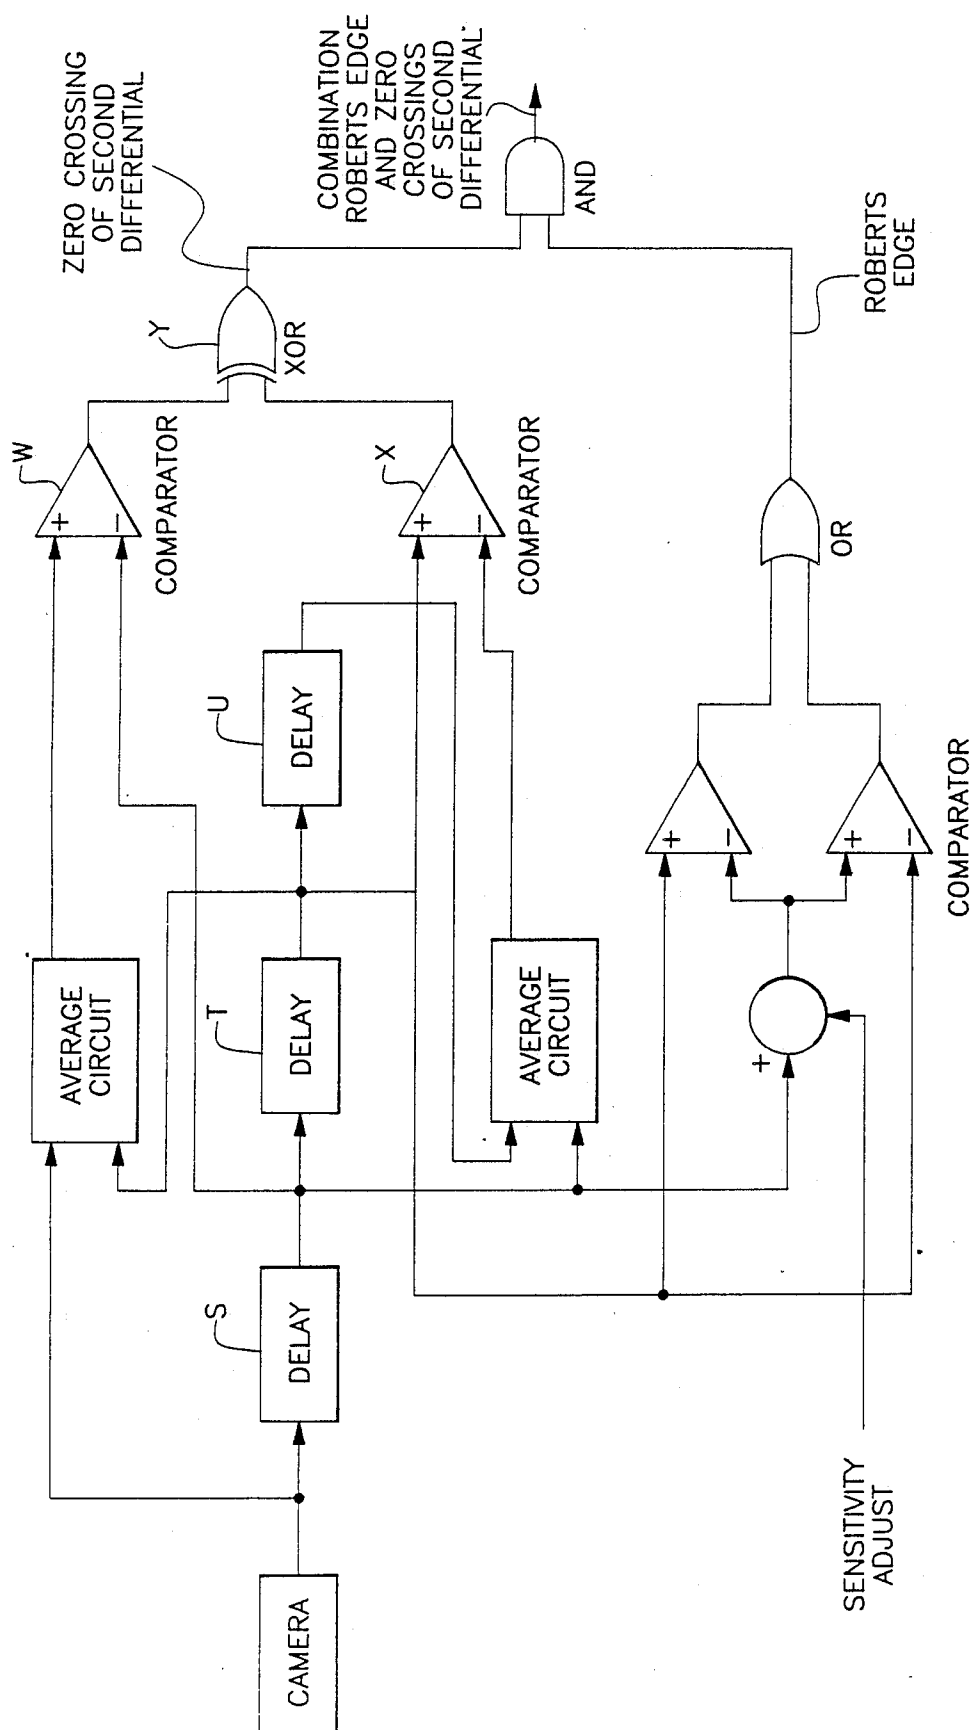 CAMERA
S
DELAY
T
DELAY
U
DELAY
AVERAGE
CIRCUIT
AVERAGE
CIRCUIT
W
+
−
COMPARATOR
X
+
−
COMPARATOR
Y
XOR
ZERO CROSSING
OF SECOND
DIFFERENTIAL
COMBINATION
ROBERTS EDGE
AND ZERO
CROSSINGS
OF SECOND
DIFFERENTIAL
AND
ROBERTS
EDGE
OR
+
−
+
−
COMPARATOR
+
SENSITIVITY
ADJUST